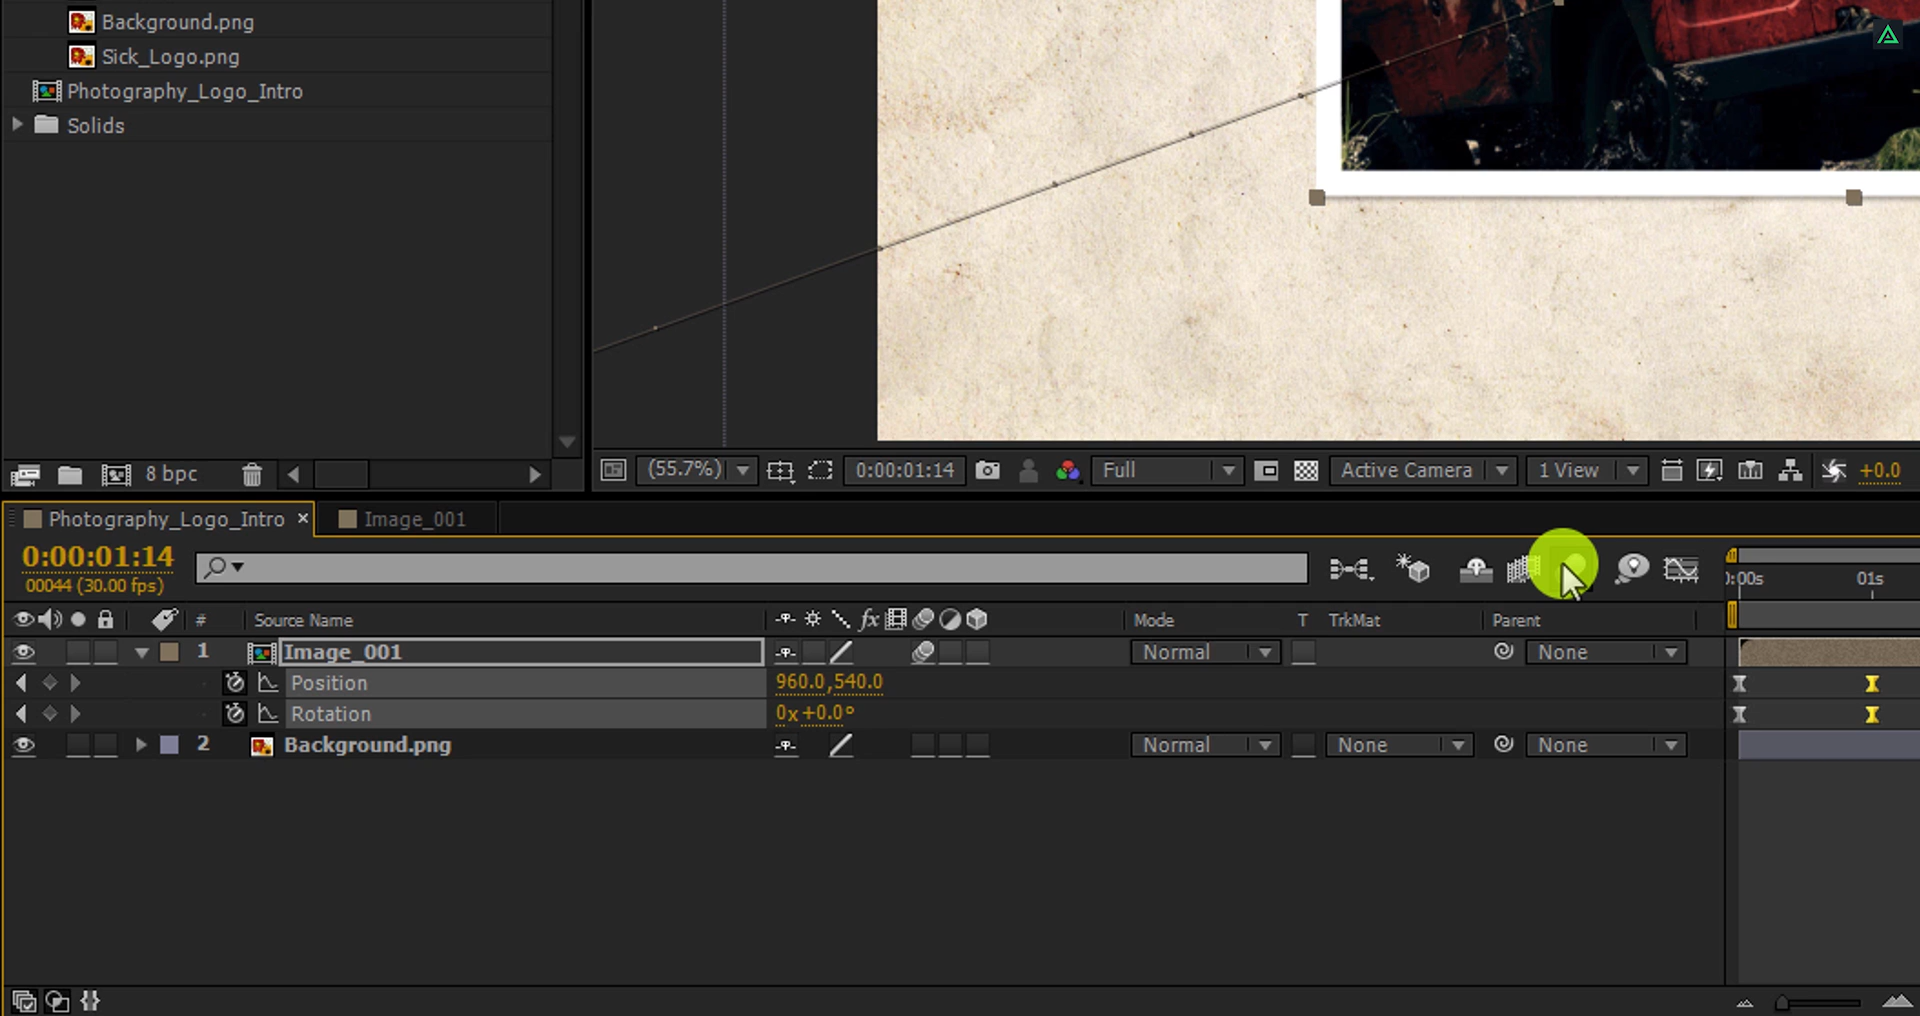 Background.png
Sick_Logo.png
Photography_Logo_Intro
Solids
8 bpc
(55.7%)
0:00:01:14
Full
Active Camera
1 View
+0.0
Photography_Logo_Intro ×
Image_001
0:00:01:14
00044 (30.00 fps)
):00s
01s
#
Source Name
fx
Mode
T
TrkMat
Parent
1
Image_001
Normal
None
Position
960.0,540.0
Rotation
0x+0.0°
2
Background.png
Normal
None
None